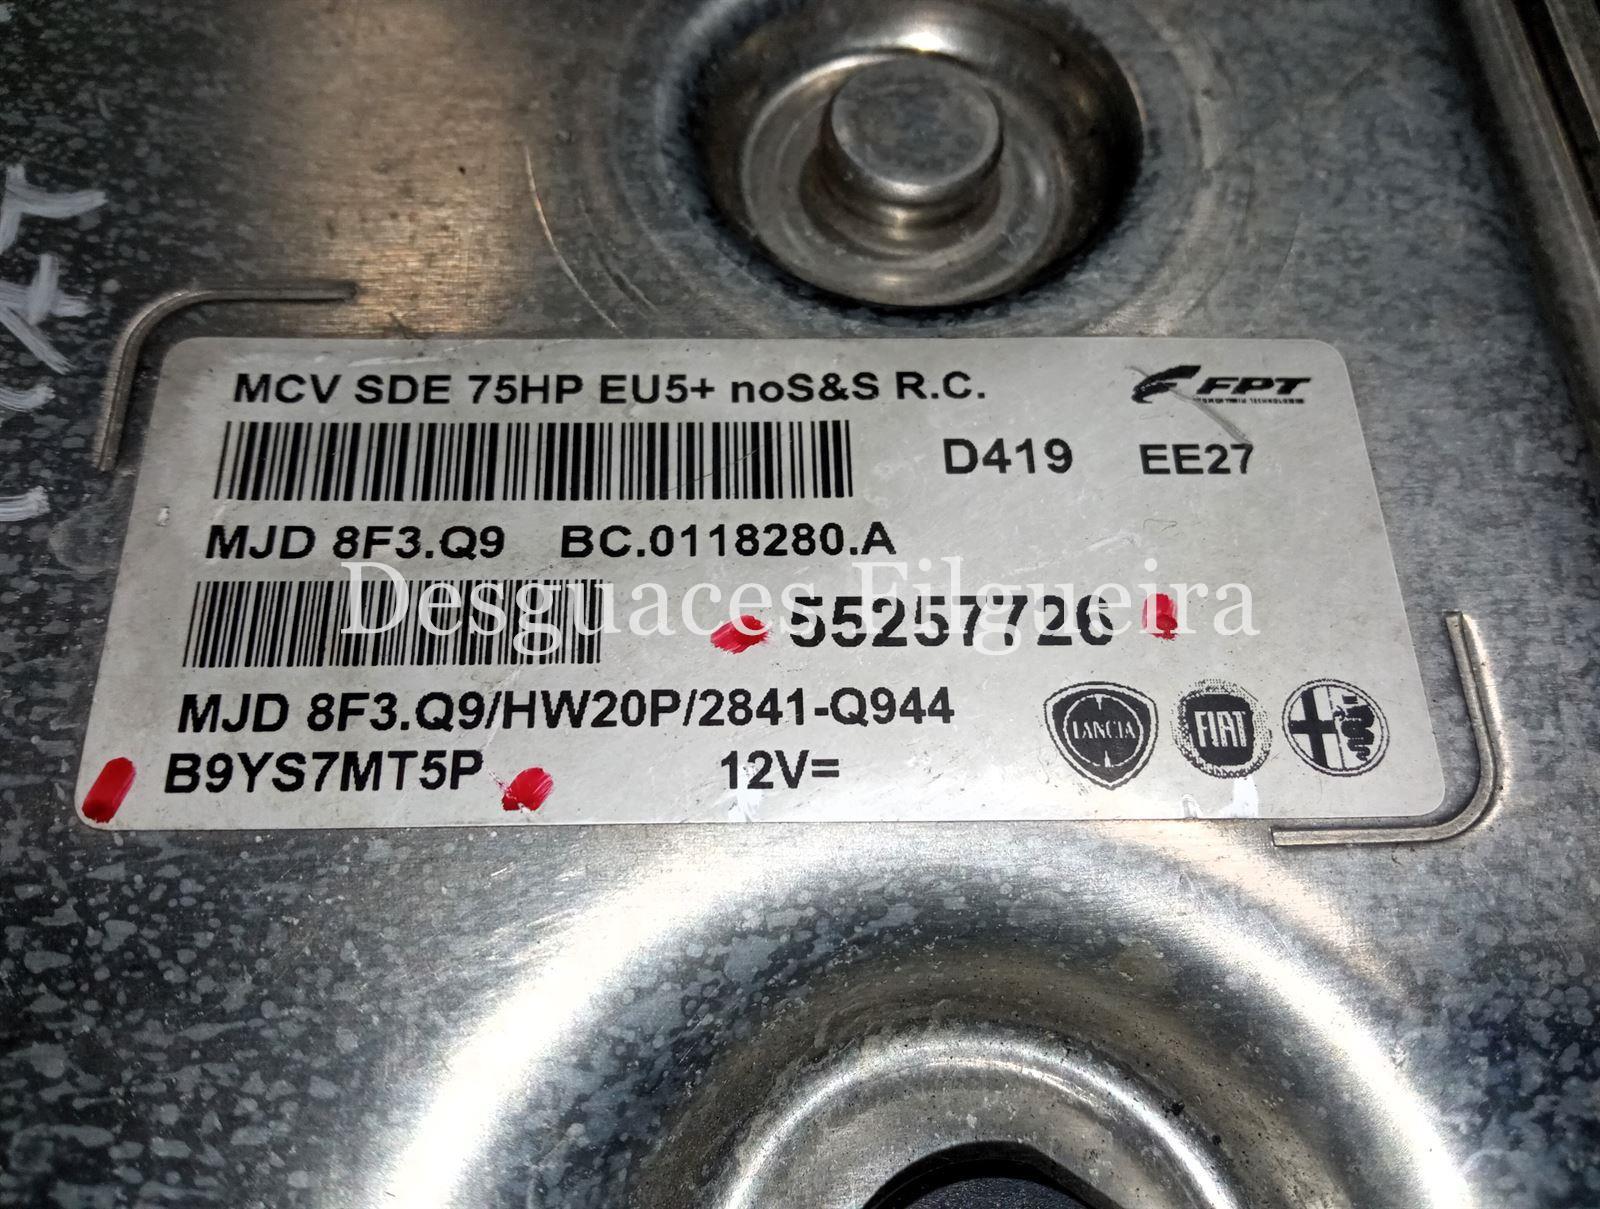 MCV SDE 75HP EU5+ noS&S R.C.
FPT
D419 EE27
MJD 8F3.Q9 BC.0118280.A
Desguaces Filgueira
55257726
MJD 8F3.Q9/HW20P/2841-Q944
LANCIA FIAT
B9YS7MT5P 12V=